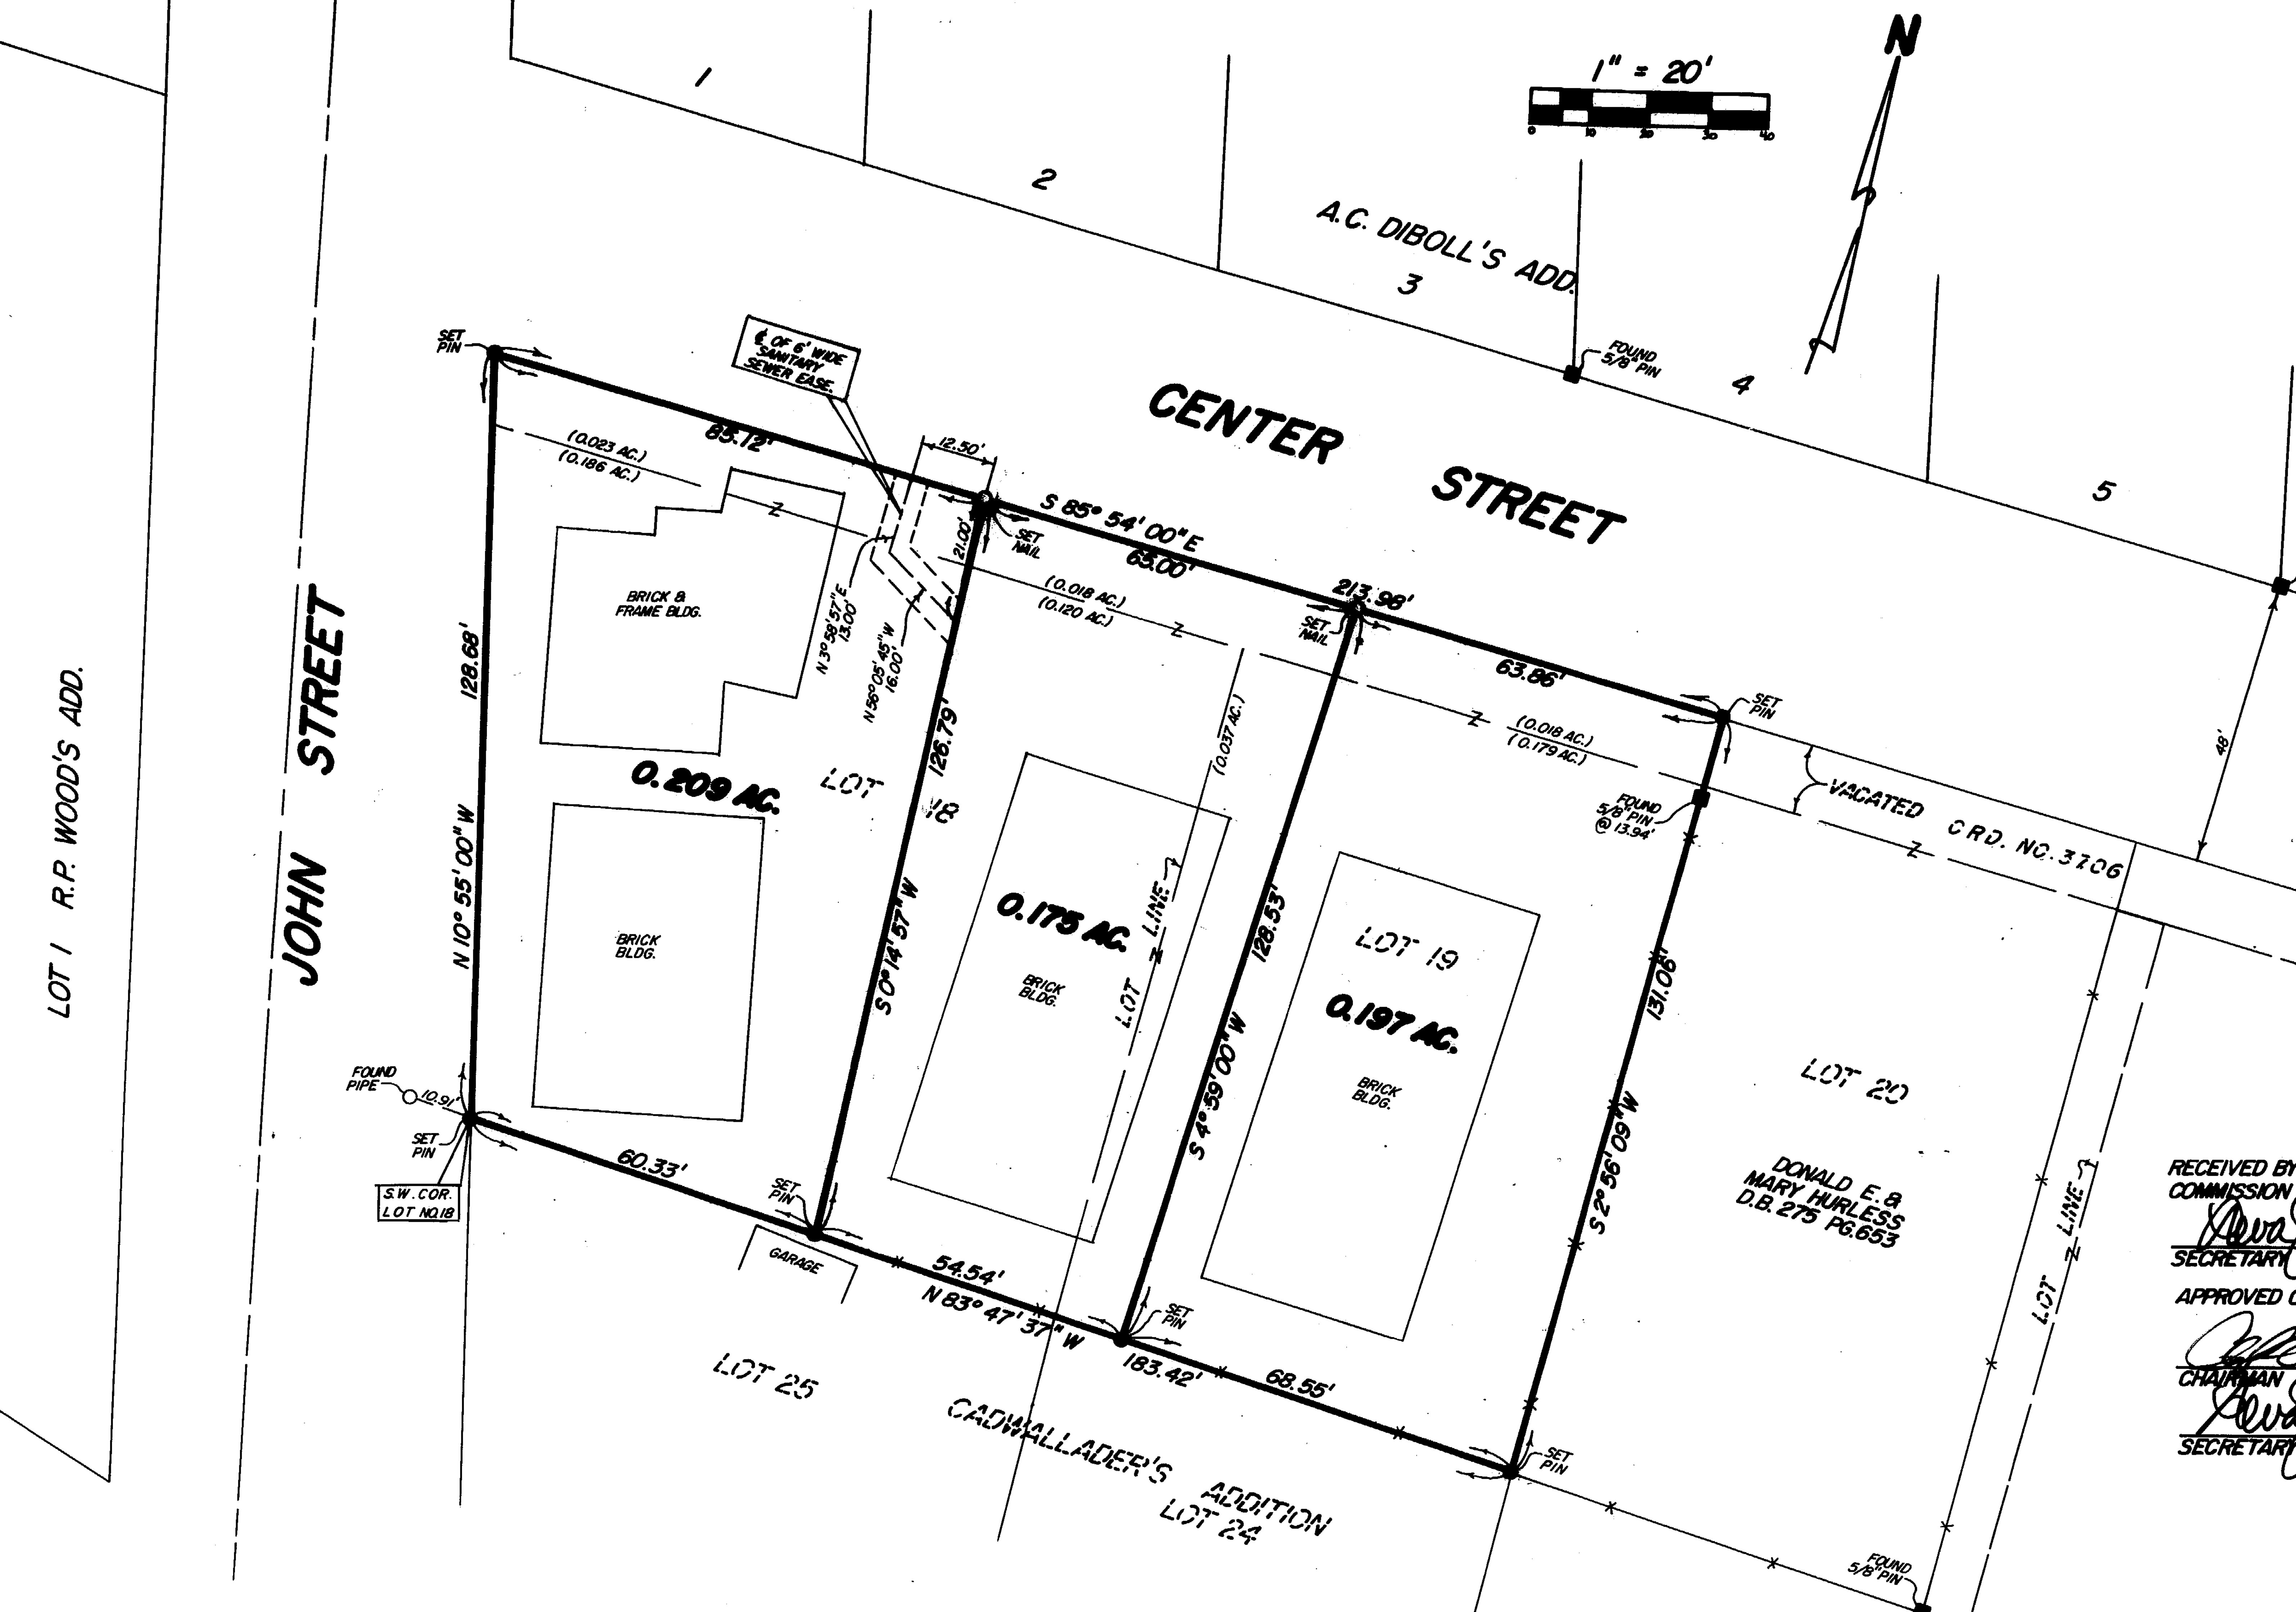 N
1" = 20'
0 10 20 30 40
1
2
A.C. DIBOLL'S ADD.
3
4
5
FOUND
5/8" PIN
SET
PIN
℄ OF 6' WIDE
SANITARY
SEWER EASE.
CENTER STREET
85.12'
12.50'
(0.023 AC.)
(0.186 AC.)
Z
21.00'
SET
NAIL
S 85° 54' 00" E
65.00'
213.98'
SET
NAIL
63.86'
SET
PIN
(0.018 AC.)
(0.120 AC.)
Z
Z
(0.018 AC.)
(0.179 AC.)
(0.037 AC.)
FOUND
5/8" PIN
@ 13.94'
VACATED ORD. NO. 3706
Z
48'
BRICK &
FRAME BLDG.
N 3° 58' 57" E
13.00'
N 56° 05' 45" W
16.00'
JOHN STREET
LOT 1 R.P. WOOD'S ADD.
128.68'
N 10° 55' 00" W
0.209 AC.
LOT 18
126.79'
S 0° 14' 57" W
BRICK
BLDG.
0.175 AC.
BRICK
BLDG.
LOT Z LINE
128.53'
S 4° 59' 00" W
LOT 19
0.197 AC.
BRICK
BLDG.
131.06'
S 2° 56' 09" W
LOT 20
DONALD E. &
MARY HURLESS
D.B. 275 PG. 653
LOT Z LINE
FOUND
PIPE
10.91'
SET
PIN
S.W. COR.
LOT NO.18
60.33'
SET
PIN
GARAGE
54.54'
N 83° 47' 37" W
SET
PIN
183.42'
68.55'
SET
PIN
LOT 25
CADWALLADER'S ADDITION
LOT 24
FOUND
5/8" PIN
RECEIVED BY
COMMISSION
SECRETARY
APPROVED
CHAIRMAN
SECRETARY